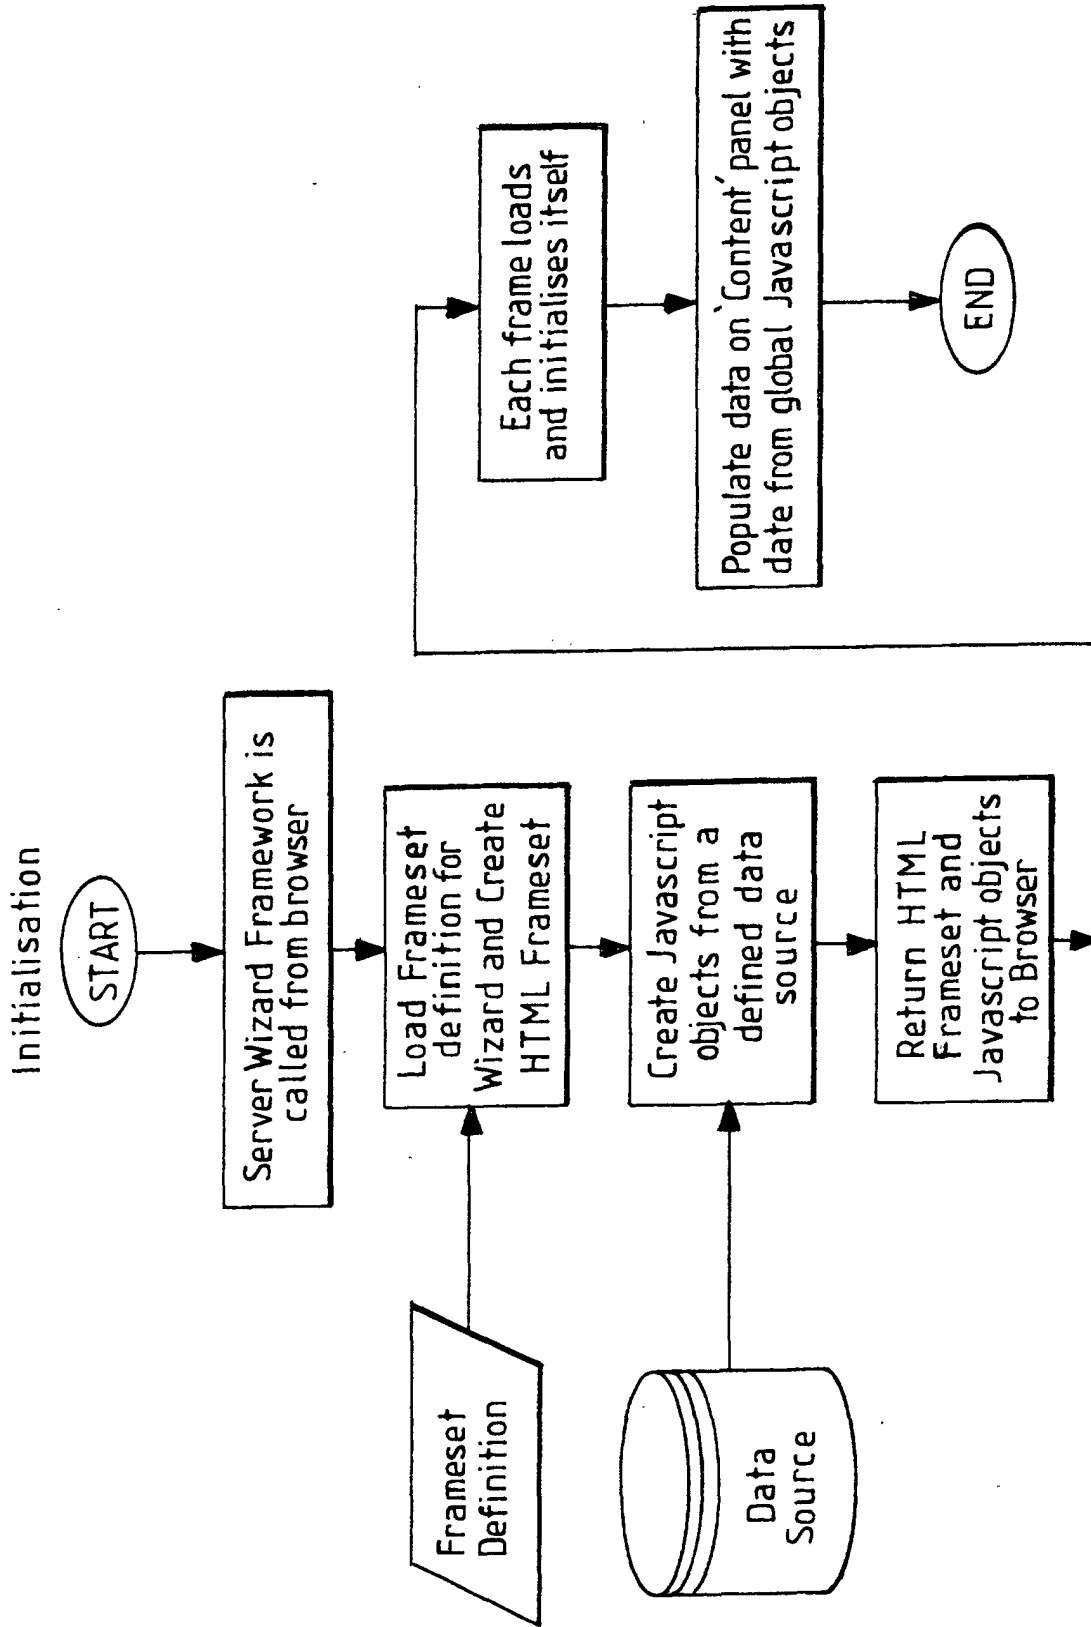 Initialisation
START
Server Wizard Framework is
called from browser
Frameset
Definition
Load Frameset
definition for
Wizard and Create
HTML Frameset
Data
Source
Create Javascript
objects from a
defined data
source
Return HTML
Frameset and
Javascript objects
to Browser
Each frame loads
and initialises itself
Populate data on ‘Content’ panel with
date from global Javascript objects
END